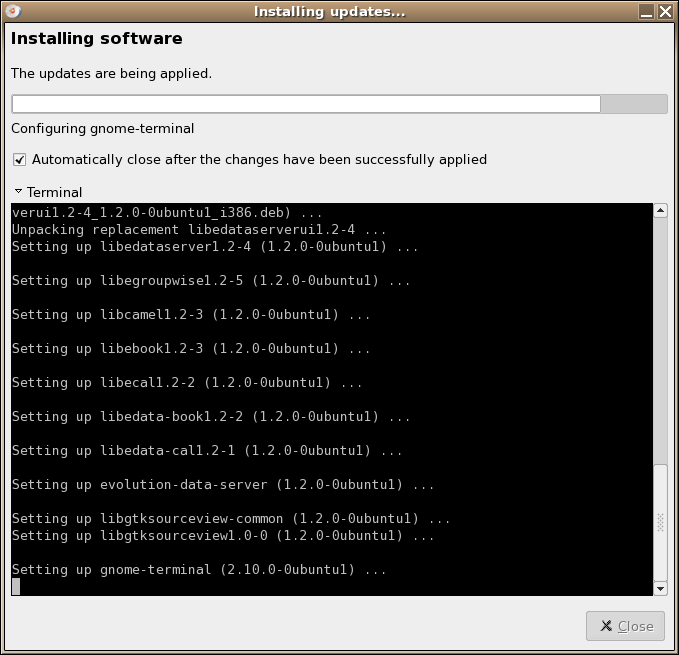 Installing updates...
Installing software
The updates are being applied.
Configuring gnome-terminal
Automatically close after the changes have been successfully applied
Terminal
verui1.2-4_1.2.0-0ubuntu1_i386.deb) ...
Unpacking replacement libedataserverui1.2-4 ...
Setting up libedataserver1.2-4 (1.2.0-0ubuntu1) ...
Setting up libegroupwise1.2-5 (1.2.0-0ubuntu1) ...
Setting up libcamel1.2-3 (1.2.0-0ubuntu1) ...
Setting up libebook1.2-3 (1.2.0-0ubuntu1) ...
Setting up libecal1.2-2 (1.2.0-0ubuntu1) ...
Setting up libedata-book1.2-2 (1.2.0-0ubuntu1) ...
Setting up libedata-cal1.2-1 (1.2.0-0ubuntu1) ...
Setting up evolution-data-server (1.2.0-0ubuntu1) ...
Setting up libgtksourceview-common (1.2.0-0ubuntu1) ...
Setting up libgtksourceview1.0-0 (1.2.0-0ubuntu1) ...
Setting up gnome-terminal (2.10.0-0ubuntu1) ...
Close